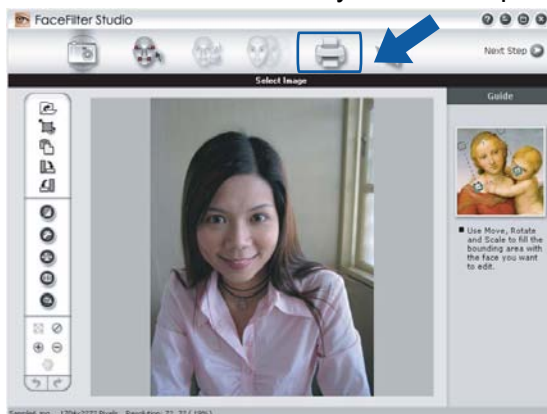 FaceFilter Studio
Next Step
Select Image
Guide
Use Move, Rotate
and Scale to fill the
bounding area with
the face you want
to edit.